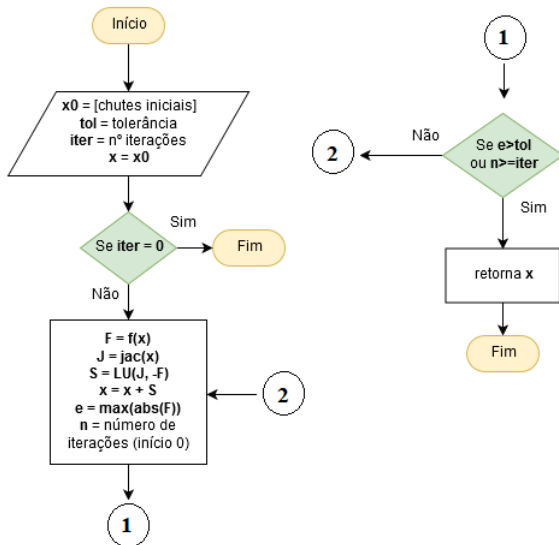 Início
x0 = [chutes iniciais]
tol = tolerância
iter = nº iterações
x = x0
Se iter = 0
Sim
Fim
Não
F = f(x)
J = jac(x)
S = LU(J, -F)
x = x + S
e = max(abs(F))
n = número de
iterações (início 0)
2
1
1
Se e>tol
ou n>=iter
Não
2
Sim
retorna x
Fim